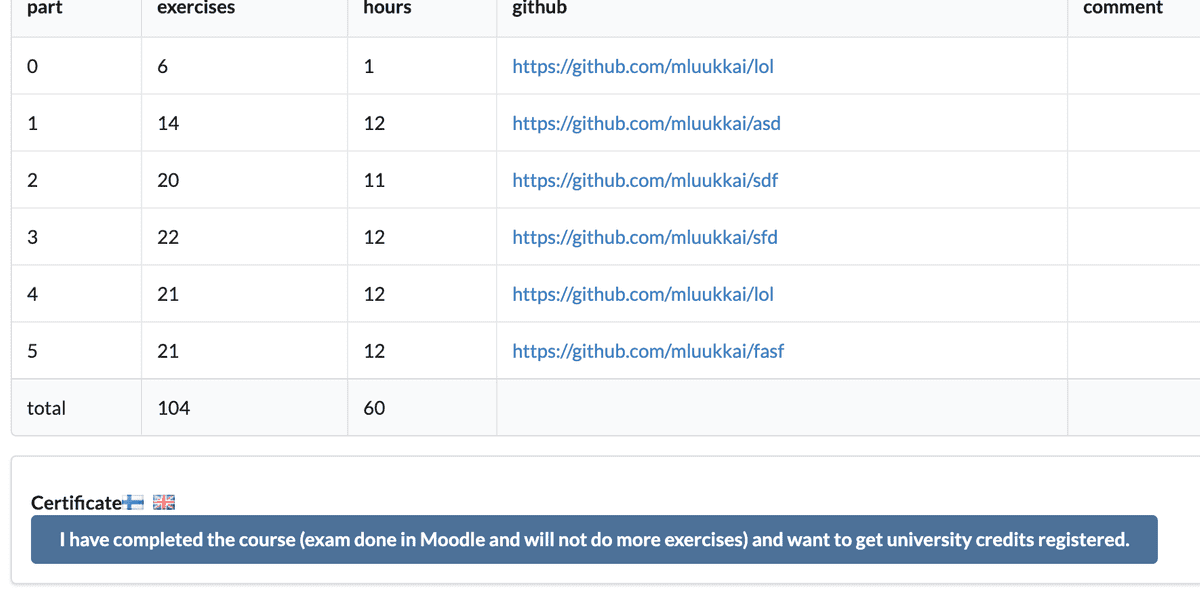 part exercises hours github comment
0 6 1 https://github.com/mluukkai/lol
1 14 12 https://github.com/mluukkai/asd
2 20 11 https://github.com/mluukkai/sdf
3 22 12 https://github.com/mluukkai/sfd
4 21 12 https://github.com/mluukkai/lol
5 21 12 https://github.com/mluukkai/fasf
total 104 60
Certificate
I have completed the course (exam done in Moodle and will not do more exercises) and want to get university credits registered.